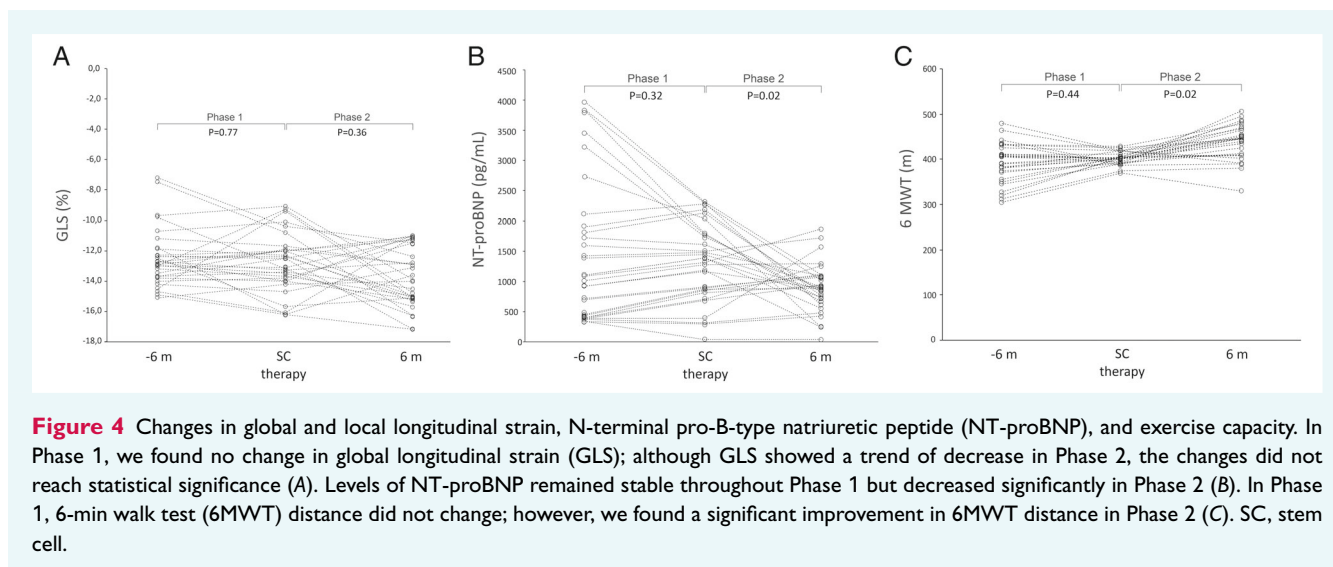 A
0,0
-2,0
-4,0
-6,0
-8,0
-10,0
-12,0
-14,0
-16,0
-18,0
GLS (%)
Phase 1
Phase 2
P=0.77
P=0.36
-6 m
SC
6 m
therapy
B
4500
4000
3500
3000
2500
2000
1500
1000
500
0
NT-proBNP (pg/mL)
Phase 1
Phase 2
P=0.32
P=0.02
-6 m
SC
6 m
therapy
C
600
500
400
300
200
100
0
6 MWT (m)
Phase 1
Phase 2
P=0.44
P=0.02
-6 m
SC
6 m
therapy
Figure 4 Changes in global and local longitudinal strain, N-terminal pro-B-type natriuretic peptide (NT-proBNP), and exercise capacity. In
Phase 1, we found no change in global longitudinal strain (GLS); although GLS showed a trend of decrease in Phase 2, the changes did not
reach statistical significance (A). Levels of NT-proBNP remained stable throughout Phase 1 but decreased significantly in Phase 2 (B). In Phase
1, 6-min walk test (6MWT) distance did not change; however, we found a significant improvement in 6MWT distance in Phase 2 (C). SC, stem
cell.